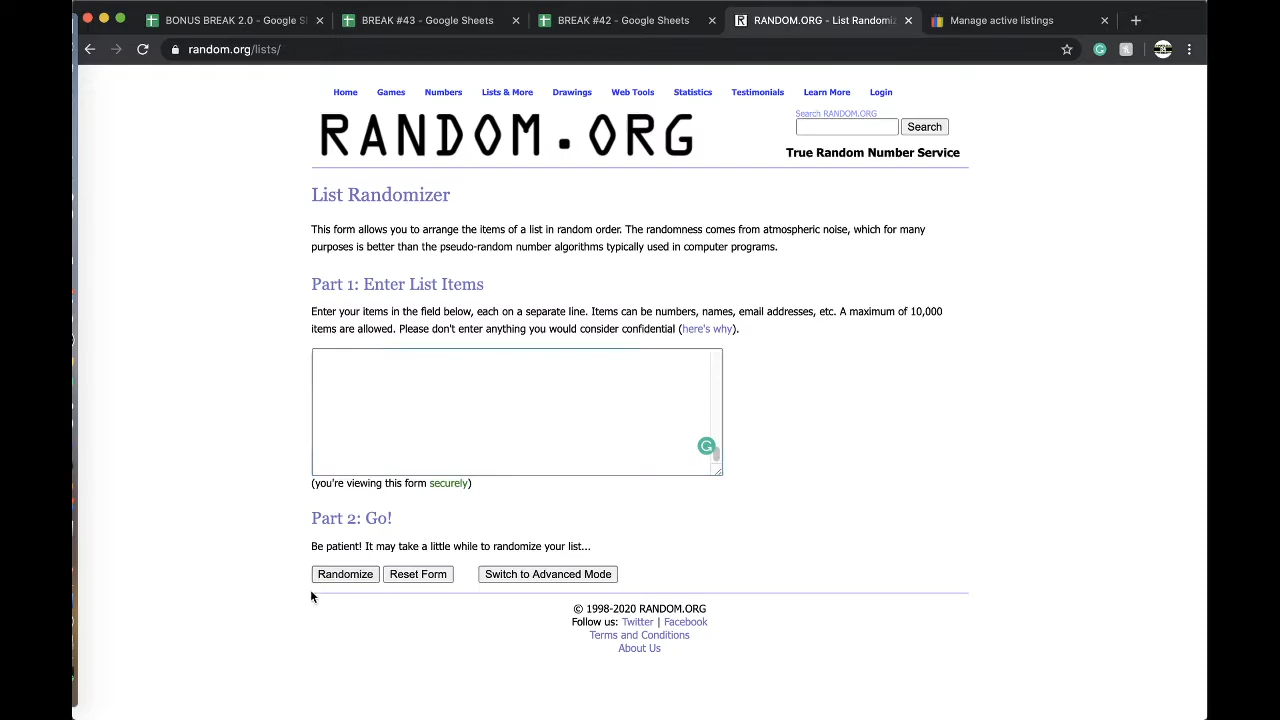 BONUS BREAK 2.0 - Google S
BREAK #43 - Google Sheets
BREAK #42 - Google Sheets
RANDOM.ORG - List Randomiz
Manage active listings
random.org/lists/
Home Games Numbers Lists & More Drawings Web Tools Statistics Testimonials Learn More Login
RANDOM.ORG
Search RANDOM.ORG
Search
True Random Number Service
List Randomizer
This form allows you to arrange the items of a list in random order. The randomness comes from atmospheric noise, which for many
purposes is better than the pseudo-random number algorithms typically used in computer programs.
Part 1: Enter List Items
Enter your items in the field below, each on a separate line. Items can be numbers, names, email addresses, etc. A maximum of 10,000
items are allowed. Please don't enter anything you would consider confidential (here's why).
(you're viewing this form securely)
Part 2: Go!
Be patient! It may take a little while to randomize your list...
Randomize Reset Form Switch to Advanced Mode
© 1998-2020 RANDOM.ORG
Follow us: Twitter | Facebook
Terms and Conditions
About Us